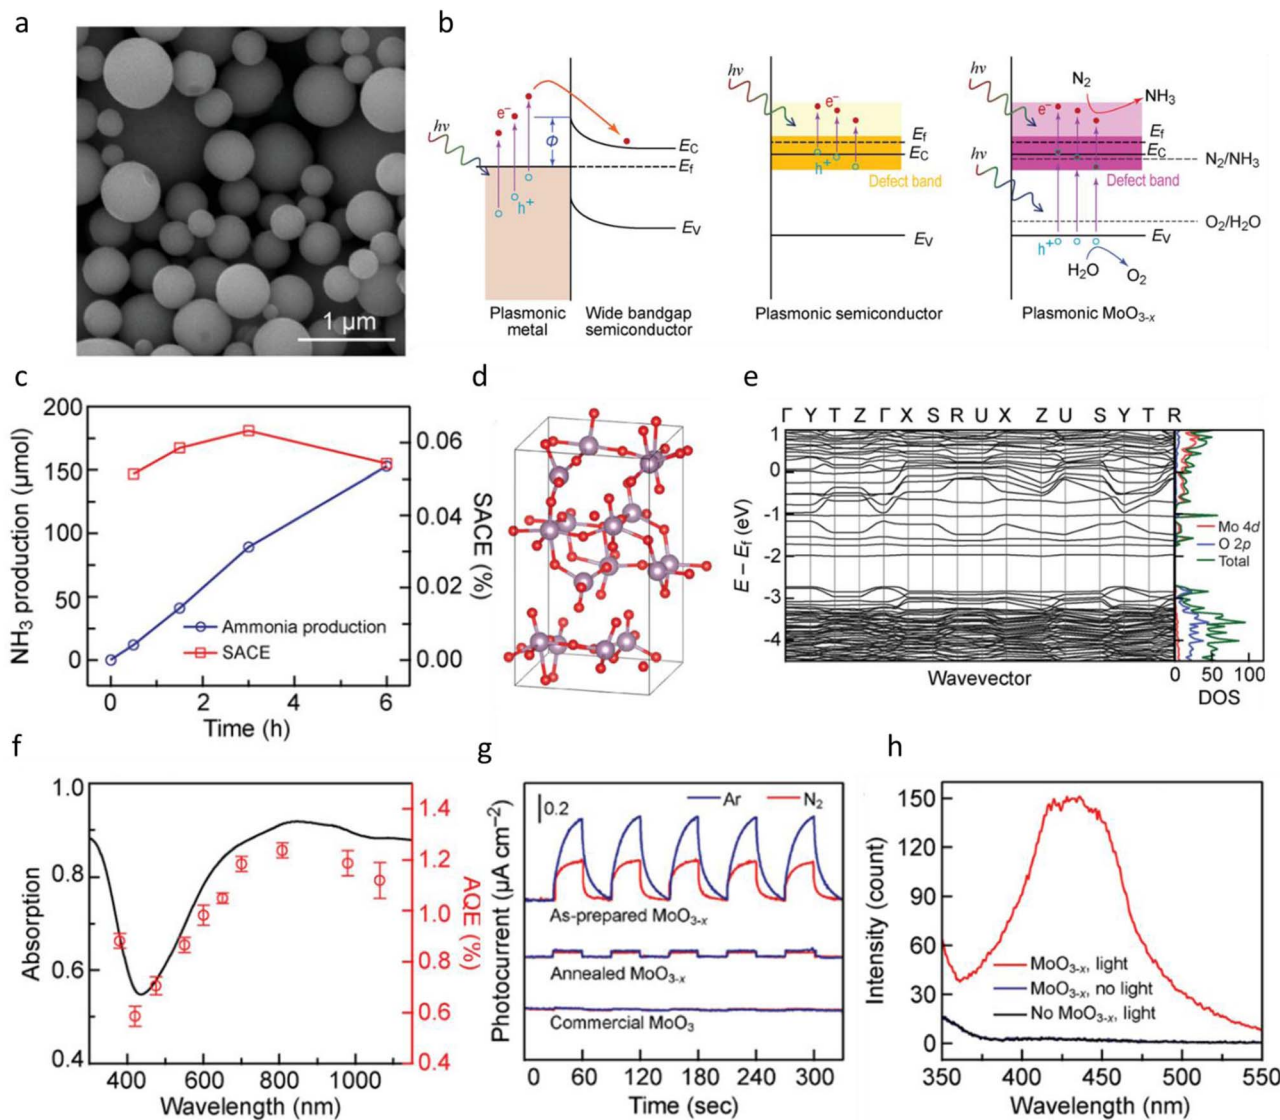 a
1 μm
b
hν
e⁻
h⁺
Φ
E_C
E_f
E_V
Plasmonic metal
Wide bandgap semiconductor
hν
e⁻
h⁺
E_f
E_C
Defect band
E_V
Plasmonic semiconductor
hν
N₂
NH₃
e⁻
E_f
E_C
N₂/NH₃
Defect band
hν
O₂/H₂O
E_V
h⁺
H₂O
O₂
Plasmonic MoO₃₋ₓ
c
NH₃ production (μmol)
200
150
100
50
0
0.06
0.04
0.02
0.00
SACE (%)
Ammonia production
SACE
0 2 4 6
Time (h)
d
e
Γ Y T Z Γ X S R U X Z U S Y T R
E − E_f (eV)
1
0
-1
-2
-3
-4
Mo 4d
O 2p
Total
Wavevector
0 50 100
DOS
f
Absorption
1.0
0.8
0.6
0.4
1.4
1.2
1.0
0.8
0.6
0.4
AQE (%)
400 600 800 1000
Wavelength (nm)
g
Photocurrent (μA cm⁻²)
0.2
Ar
N₂
As-prepared MoO₃₋ₓ
Annealed MoO₃₋ₓ
Commercial MoO₃
0 60 120 180 240 300
Time (sec)
h
Intensity (count)
150
120
90
60
30
0
MoO₃₋ₓ, light
MoO₃₋ₓ, no light
No MoO₃₋ₓ, light
350 400 450 500 550
Wavelength (nm)